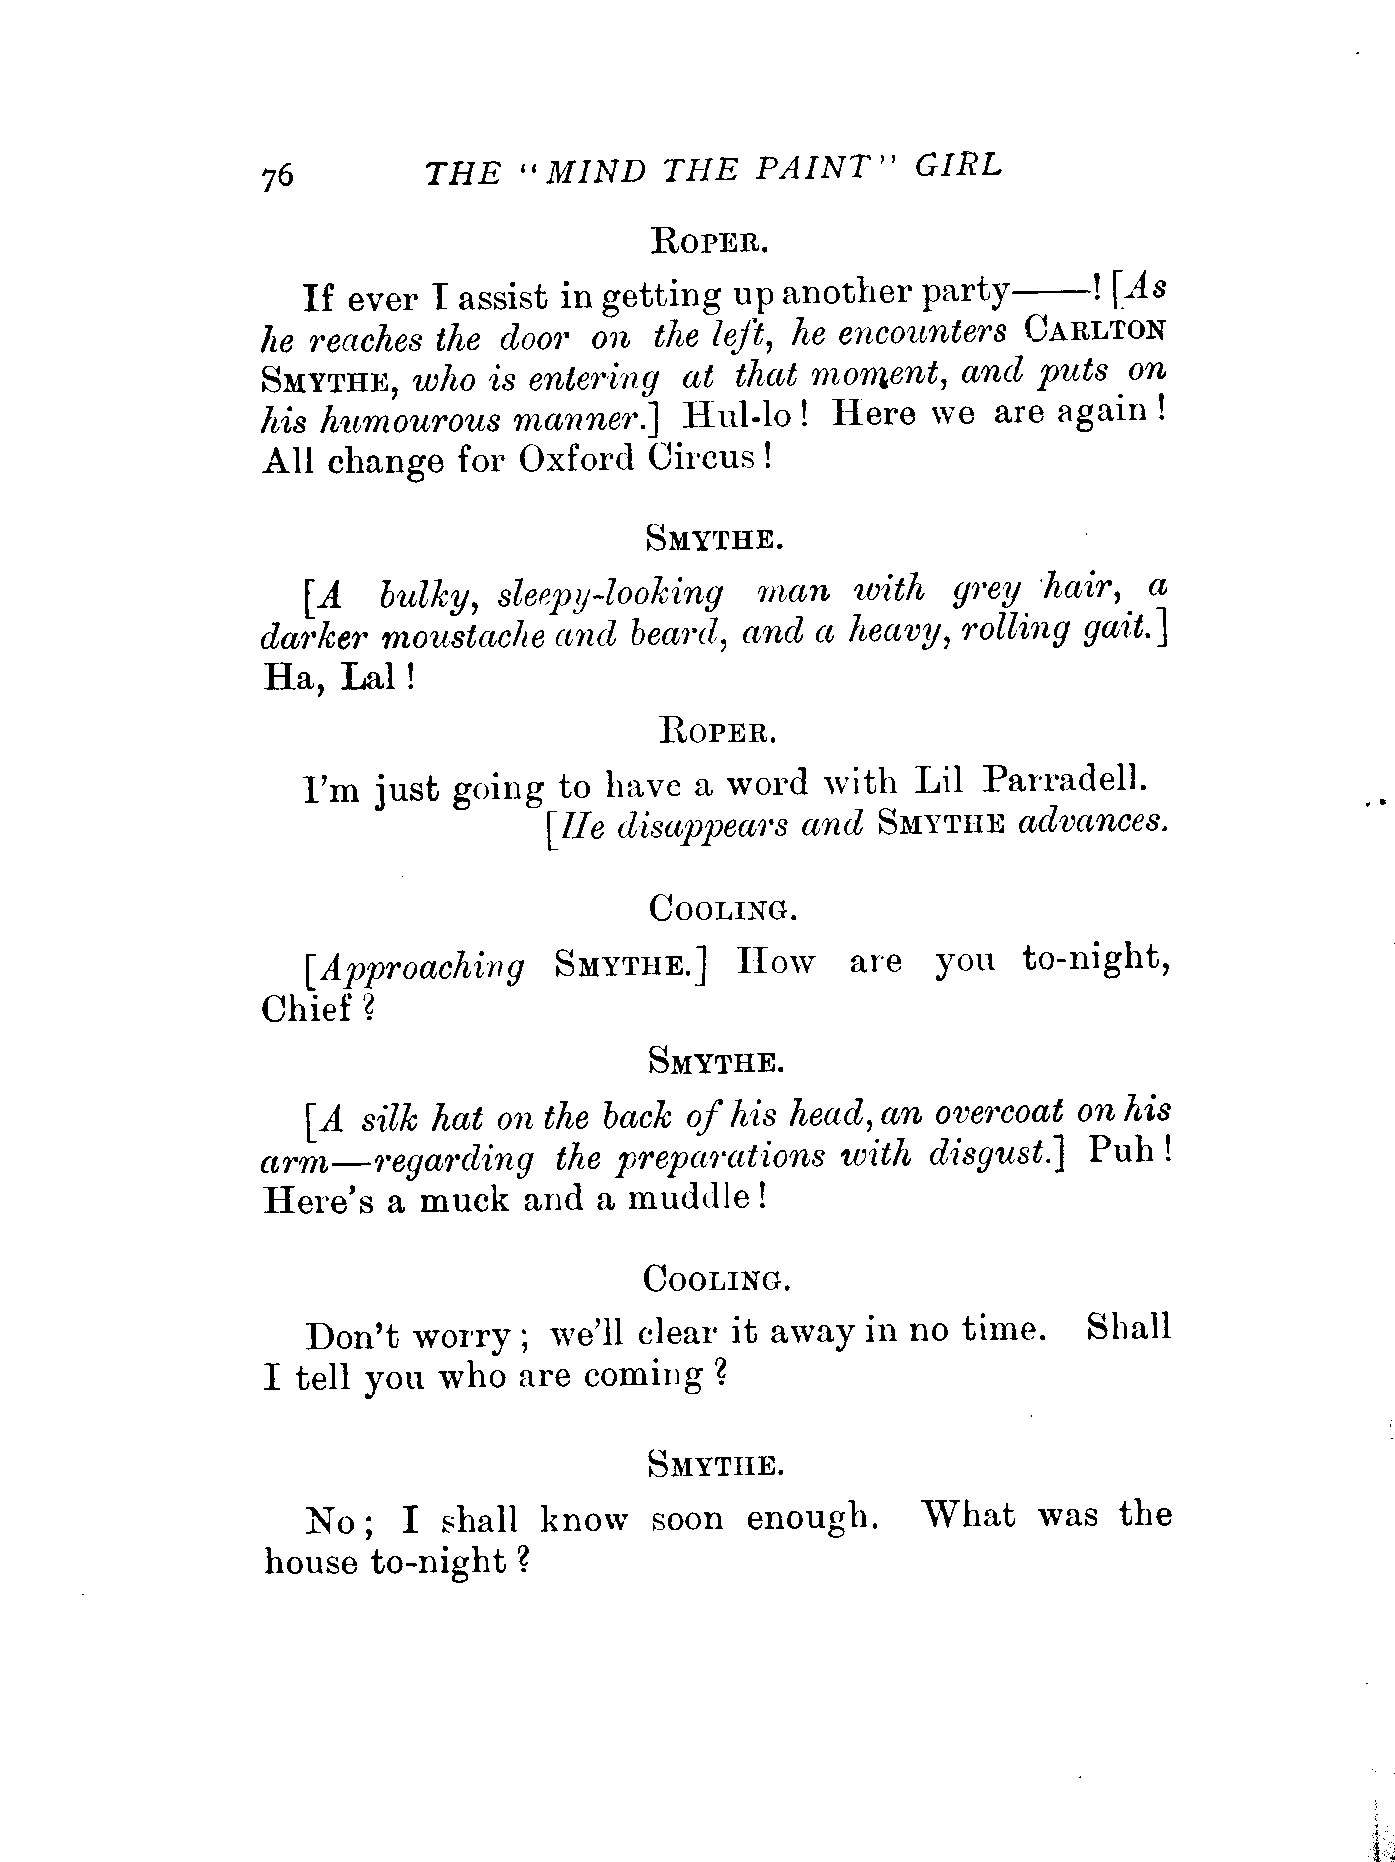 76 THE "MIND THE PAINT" GIRL
ROPER.
If ever I assist in getting up another party——! [As
he reaches the door on the left, he encounters CARLTON
SMYTHE, who is entering at that moment, and puts on
his humourous manner.] Hul-lo! Here we are again!
All change for Oxford Circus!
SMYTHE.
[A bulky, sleepy-looking man with grey hair, a
darker moustache and beard, and a heavy, rolling gait.]
Ha, Lal!
ROPER.
I'm just going to have a word with Lil Parradell.
[He disappears and SMYTHE advances.
COOLING.
[Approaching SMYTHE.] How are you to-night,
Chief?
SMYTHE.
[A silk hat on the back of his head, an overcoat on his
arm—regarding the preparations with disgust.] Puh!
Here's a muck and a muddle!
COOLING.
Don't worry; we'll clear it away in no time. Shall
I tell you who are coming?
SMYTHE.
No; I shall know soon enough. What was the
house to-night?